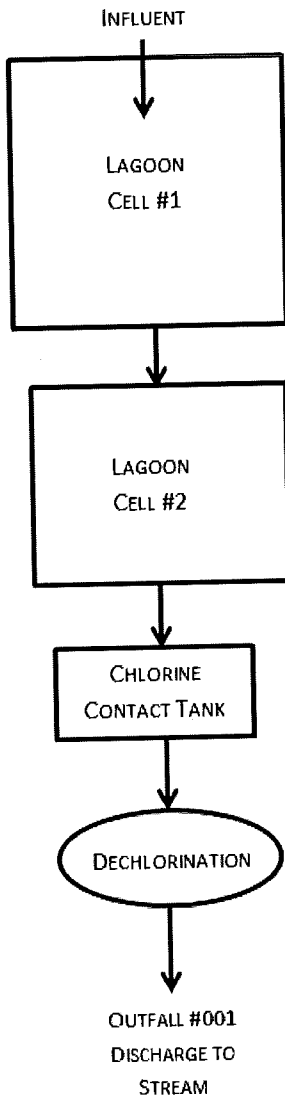 INFLUENT
LAGOON
CELL #1
LAGOON
CELL #2
CHLORINE
CONTACT TANK
DECHLORINATION
OUTFALL #001
DISCHARGE TO
STREAM